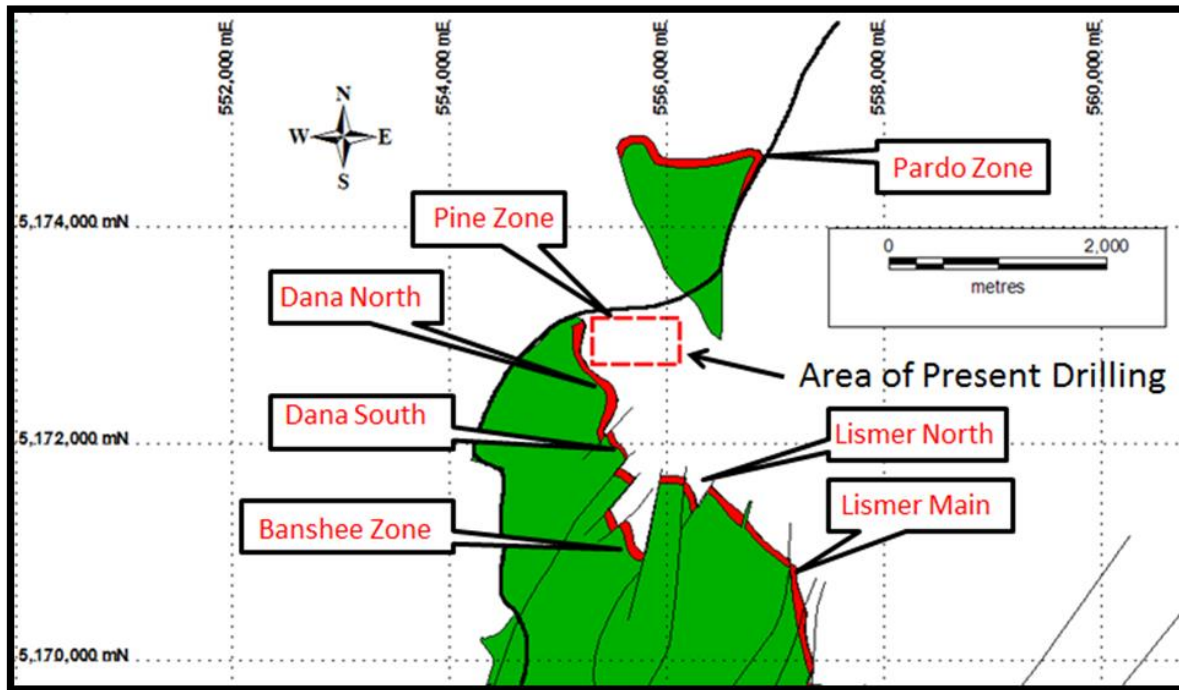 552,000 mE
554,000 mE
556,000 mE
558,000 mE
560,000 mE
N
W E
S
Pardo Zone
Pine Zone
5,174,000 mN
0 2,000
metres
Dana North
Area of Present Drilling
Dana South
Lismer North
5,172,000 mN
Lismer Main
Banshee Zone
5,170,000 mN